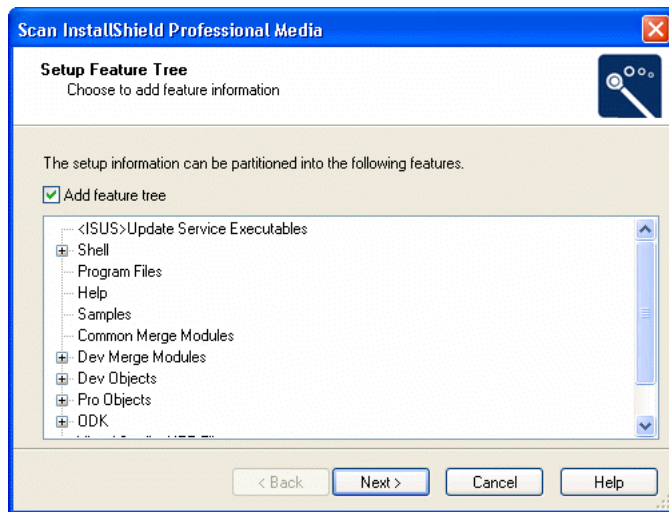 Scan InstallShield Professional Media
Setup Feature Tree
Choose to add feature information
The setup information can be partitioned into the following features.
Add feature tree
<ISUS>Update Service Executables
Shell
Program Files
Help
Samples
Common Merge Modules
Dev Merge Modules
Dev Objects
Pro Objects
ODK
< Back
Next >
Cancel
Help